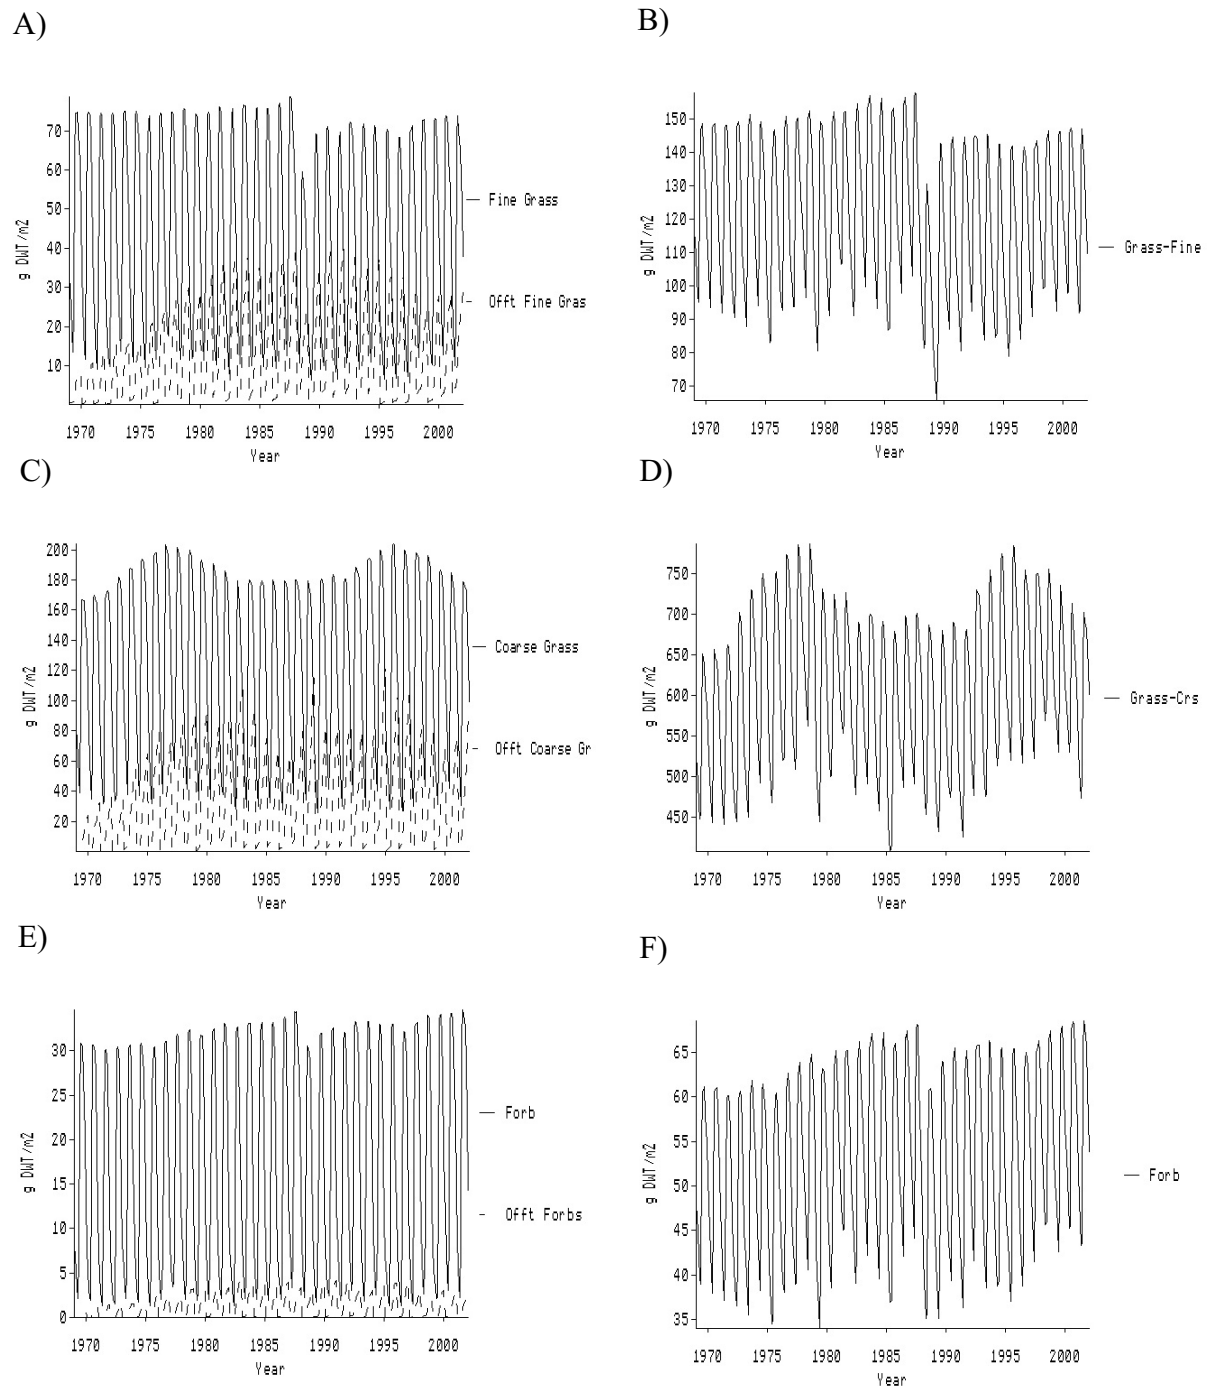 A)
70
60
50
40
30
20
10
g DWT/m2
Fine Grass
Offt Fine Gras
1970 1975 1980 1985 1990 1995 2000
Year
B)
150
140
130
120
110
100
90
80
70
g DWT/m2
Grass-Fine
1970 1975 1980 1985 1990 1995 2000
Year
C)
200
180
160
140
120
100
80
60
40
20
g DWT/m2
Coarse Grass
Offt Coarse Gr
1970 1975 1980 1985 1990 1995 2000
Year
D)
750
700
650
600
550
500
450
g DWT/m2
Grass-Crs
1970 1975 1980 1985 1990 1995 2000
Year
E)
30
25
20
15
10
5
0
g DWT/m2
Forb
Offt Forbs
1970 1975 1980 1985 1990 1995 2000
Year
F)
65
60
55
50
45
40
35
g DWT/m2
Forb
1970 1975 1980 1985 1990 1995 2000
Year